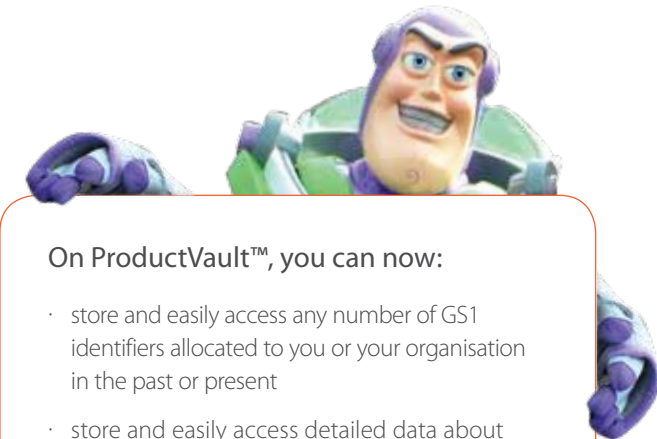 On ProductVault™, you can now:
· store and easily access any number of GS1
identifiers allocated to you or your organisation
in the past or present
· store and easily access detailed data about